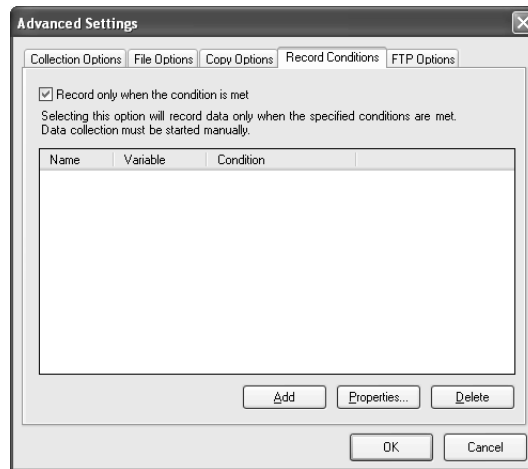 Advanced Settings
Collection Options File Options Copy Options Record Conditions FTP Options
Record only when the condition is met
Selecting this option will record data only when the specified conditions are met.
Data collection must be started manually.
Name Variable Condition
Add Properties... Delete
OK Cancel